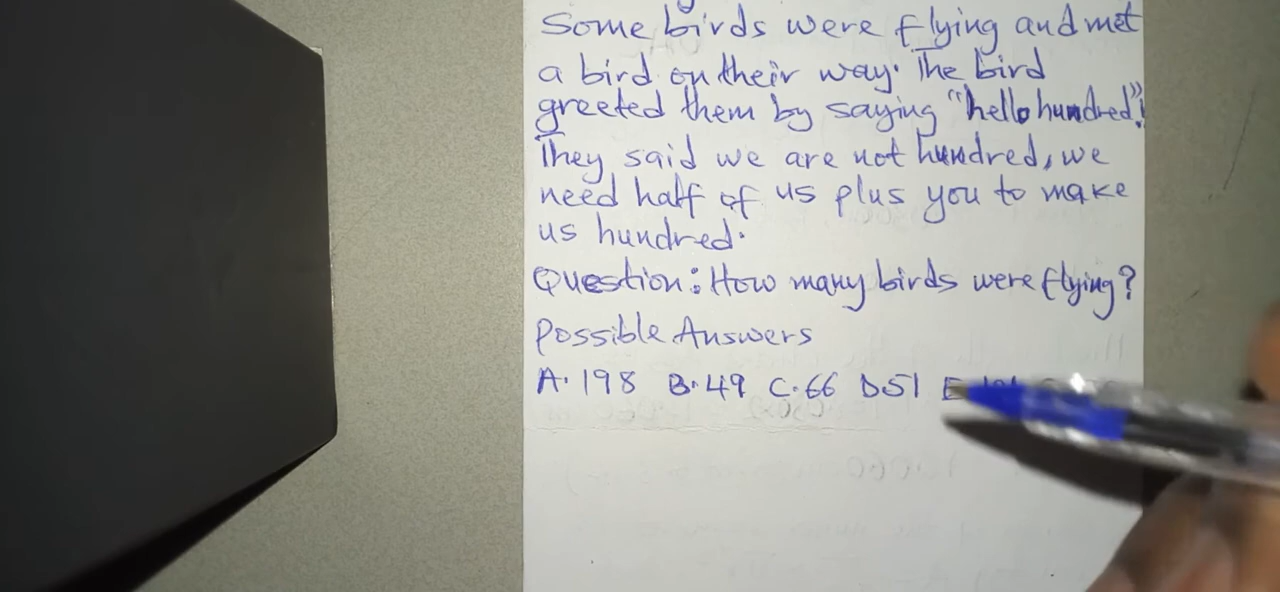 Some birds were flying and met
a bird on their way. The bird
greeted them by saying "hello hundred".
They said we are not hundred, we
need half of us plus you to make
us hundred.
Question: How many birds were flying?
Possible Answers
A. 198 B. 49 C. 66 D. 51 E